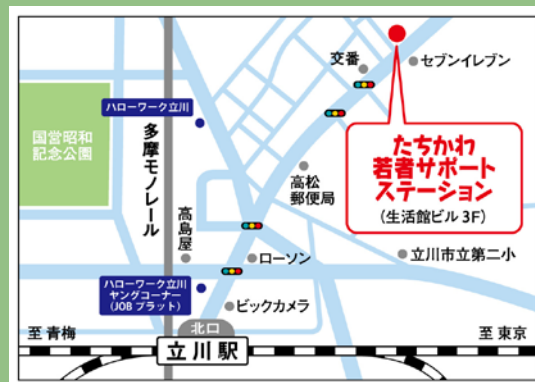 交番
セブンイレブン
ハローワーク立川
国営昭和
記念公園
多摩モノレール
たちかわ
若者サポート
ステーション
(生活館ビル 3F)
高松
郵便局
高島屋
ローソン
立川市立第二小
ハローワーク立川
ヤングコーナー
(JOB プラット)
ビックカメラ
至 青梅
北口
至 東京
立川駅